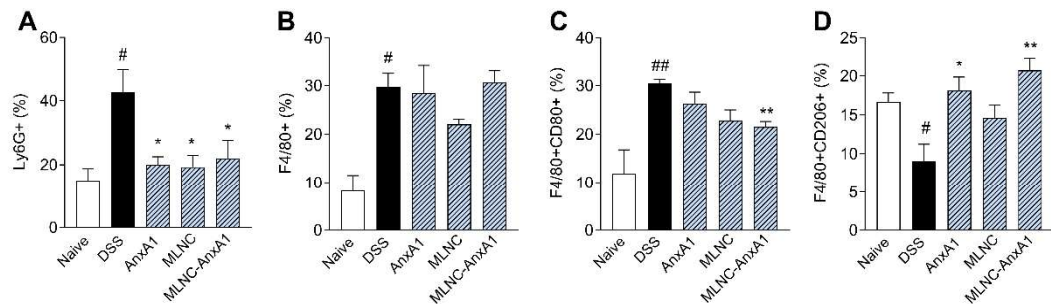 A
Ly6G+ (%)
60
40
20
0
#
*
*
*
Naive
DSS
AnxA1
MLNC
MLNC-AnxA1
B
F4/80+ (%)
40
30
20
10
0
#
Naive
DSS
AnxA1
MLNC
MLNC-AnxA1
C
F4/80+CD80+ (%)
40
30
20
10
0
##
**
Naive
DSS
AnxA1
MLNC
MLNC-AnxA1
D
F4/80+CD206+ (%)
25
20
15
10
5
0
#
*
**
Naive
DSS
AnxA1
MLNC
MLNC-AnxA1